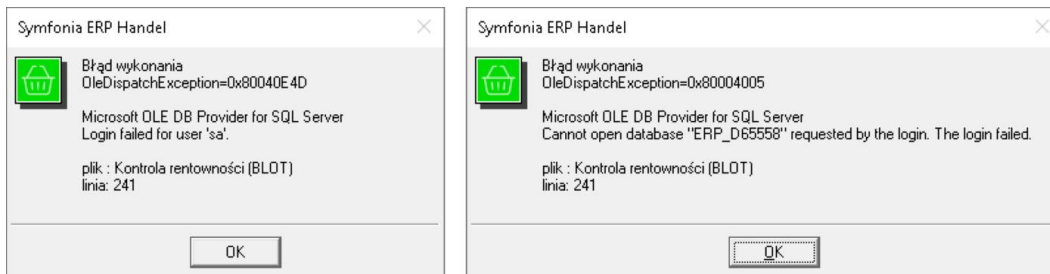 Symfonia ERP Handel
Błąd wykonania
OleDispatchException=0x80040E4D
Microsoft OLE DB Provider for SQL Server
Login failed for user 'sa'.
plik : Kontrola rentowności (BLOT)
linia: 241
OK
Symfonia ERP Handel
Błąd wykonania
OleDispatchException=0x80004005
Microsoft OLE DB Provider for SQL Server
Cannot open database "ERP_D65558" requested by the login. The login failed.
plik : Kontrola rentowności (BLOT)
linia: 241
OK